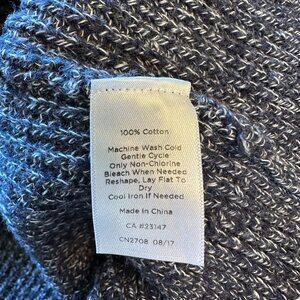 100% Cotton
Machine Wash Cold
Gentle Cycle
Only Non-Chlorine
Bleach When Needed
Reshape, Lay Flat To
Dry
Cool Iron If Needed
Made In China
CA #23147
CN2708 08/17